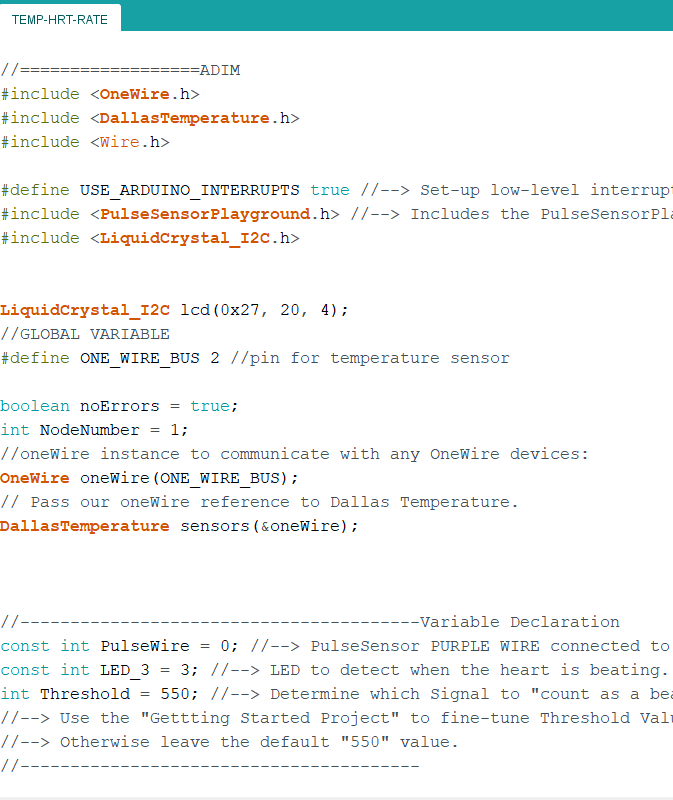 TEMP-HRT-RATE
//==================ADIM
#include <OneWire.h>
#include <DallasTemperature.h>
#include <Wire.h>
#define USE_ARDUINO_INTERRUPTS true //--> Set-up low-level interrup
#include <PulseSensorPlayground.h> //--> Includes the PulseSensorPla
#include <LiquidCrystal_I2C.h>
LiquidCrystal_I2C lcd(0x27, 20, 4);
//GLOBAL VARIABLE
#define ONE_WIRE_BUS 2 //pin for temperature sensor
boolean noErrors = true;
int NodeNumber = 1;
//oneWire instance to communicate with any OneWire devices:
OneWire oneWire(ONE_WIRE_BUS);
// Pass our oneWire reference to Dallas Temperature.
DallasTemperature sensors(&oneWire);
//----------------------------------------Variable Declaration
const int PulseWire = 0; //--> PulseSensor PURPLE WIRE connected to
const int LED_3 = 3; //--> LED to detect when the heart is beating.
int Threshold = 550; //--> Determine which Signal to "count as a bea
//--> Use the "Gettting Started Project" to fine-tune Threshold Valu
//--> Otherwise leave the default "550" value.
//----------------------------------------